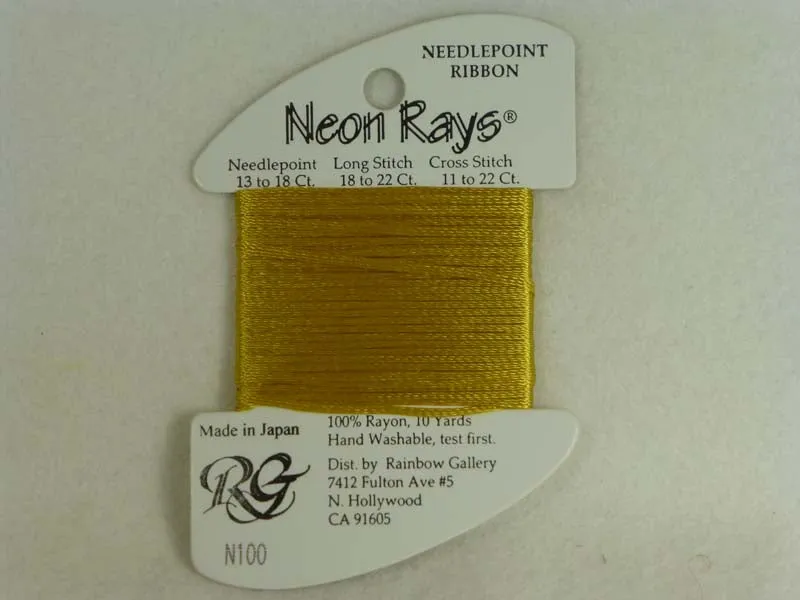 NEEDLEPOINT
RIBBON
Neon Rays®
Needlepoint Long Stitch Cross Stitch
13 to 18 Ct. 18 to 22 Ct. 11 to 22 Ct.
Made in Japan
100% Rayon, 10 Yards
Hand Washable, test first.
RG
Dist. by Rainbow Gallery
7412 Fulton Ave #5
N. Hollywood
CA 91605
N100